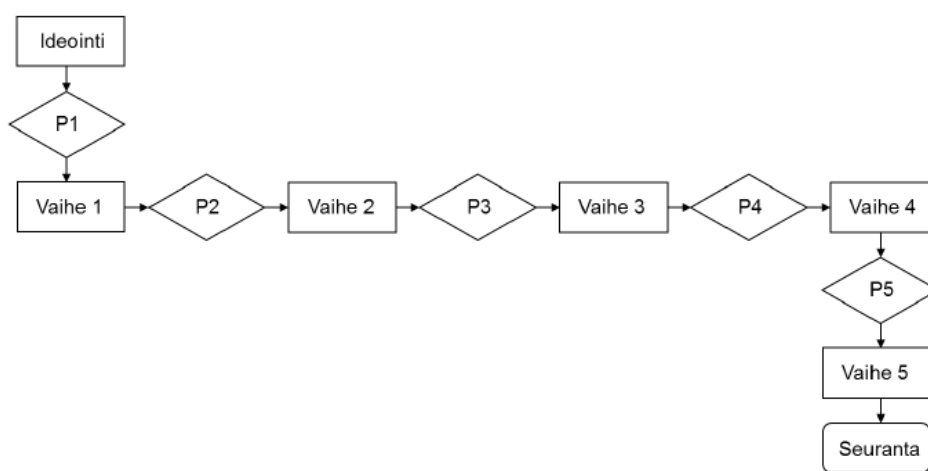 Ideointi
P1
Vaihe 1
P2
Vaihe 2
P3
Vaihe 3
P4
Vaihe 4
P5
Vaihe 5
Seuranta